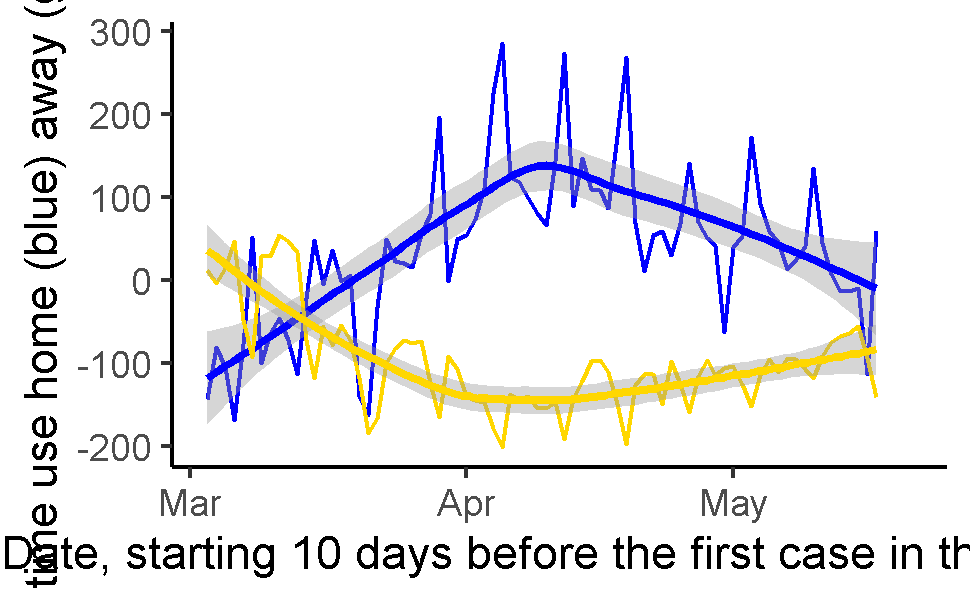 time use home (blue) away (
300
200
100
0
-100
-200
Mar Apr May
Date, starting 10 days before the first case in th